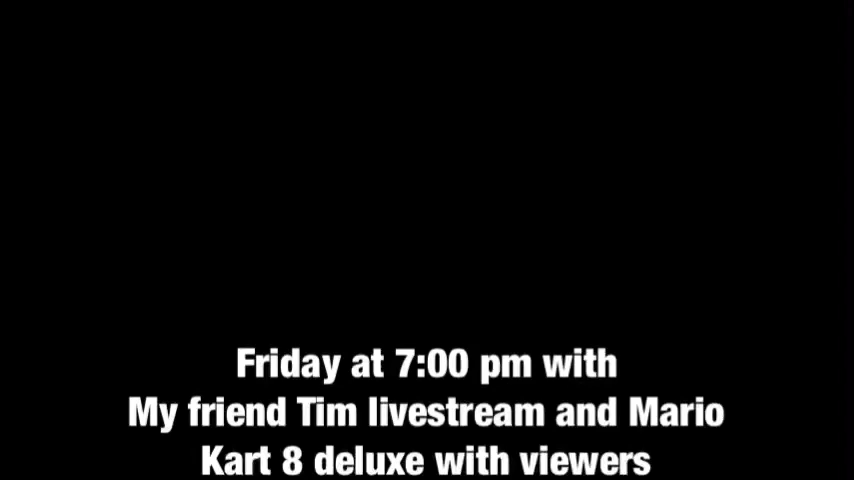 Friday at 7:00 pm with
My friend Tim livestream and Mario
Kart 8 deluxe with viewers